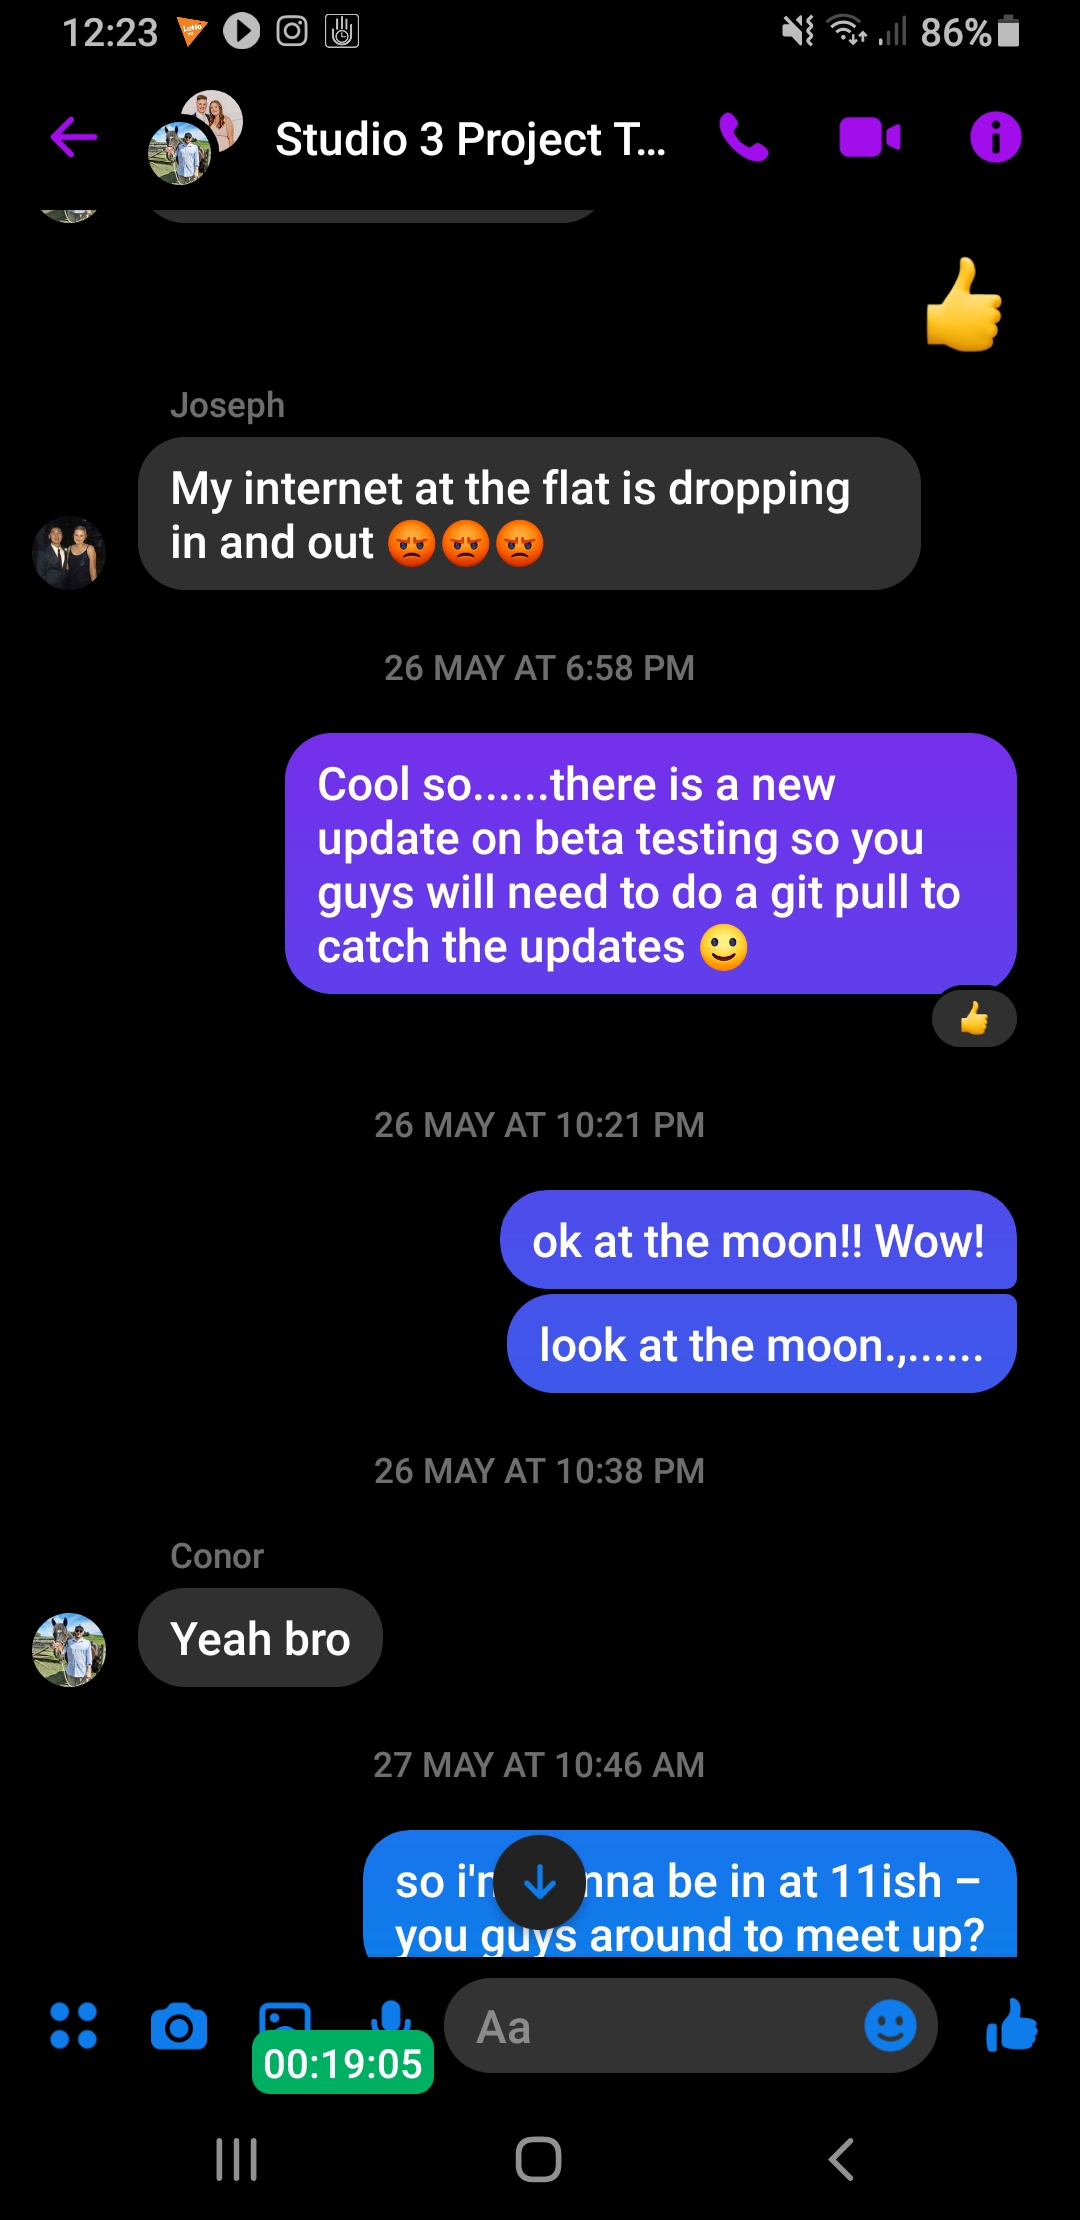 12:23
Lotto
86%
Studio 3 Project T...
Joseph
My internet at the flat is dropping
in and out 😡😡😡
26 MAY AT 6:58 PM
Cool so......there is a new
update on beta testing so you
guys will need to do a git pull to
catch the updates 🙂
26 MAY AT 10:21 PM
ok at the moon!! Wow!
look at the moon.,......
26 MAY AT 10:38 PM
Conor
Yeah bro
27 MAY AT 10:46 AM
so be in at 11ish –
you guys around to meet up?
Aa
00:19:05